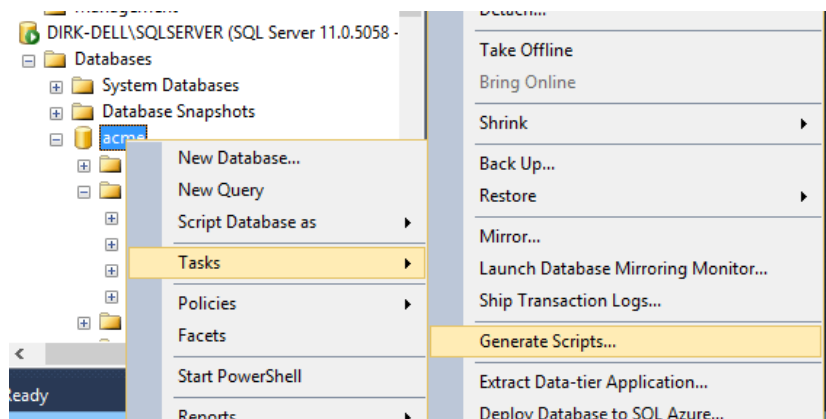 DIRK-DELL\SQLSERVER (SQL Server 11.0.5058 -
Databases
System Databases
Database Snapshots
acme
New Database...
New Query
Script Database as
Tasks
Policies
Facets
Start PowerShell
Reports
Detach...
Take Offline
Bring Online
Shrink
Back Up...
Restore
Mirror...
Launch Database Mirroring Monitor...
Ship Transaction Logs...
Generate Scripts...
Extract Data-tier Application...
Deploy Database to SQL Azure...
Ready